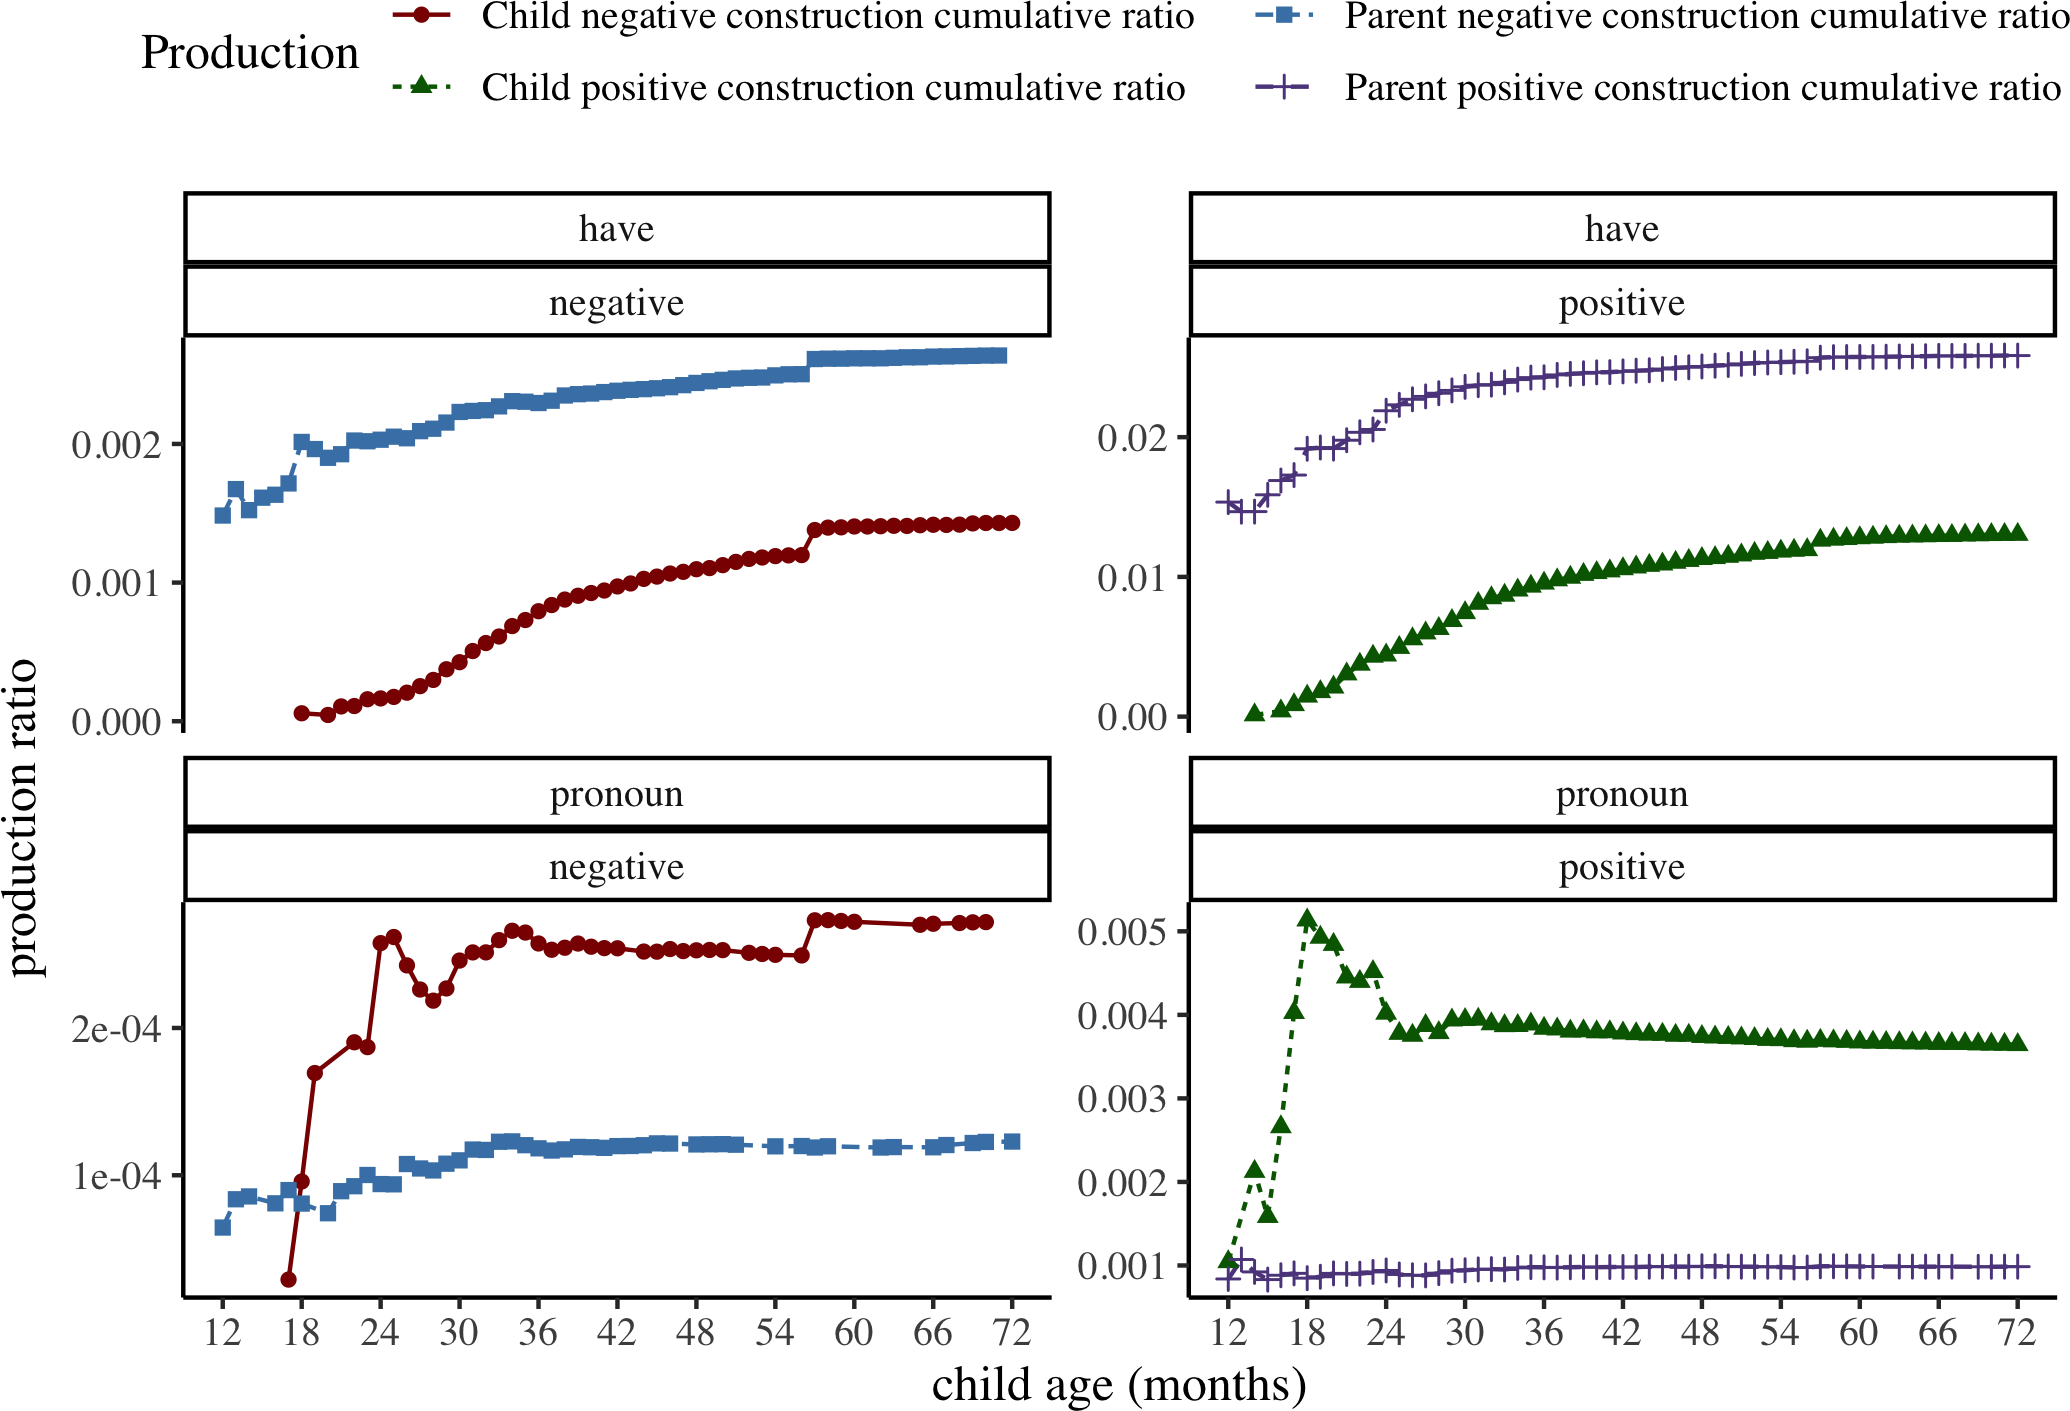 Production
Child negative construction cumulative ratio
Parent negative construction cumulative ratio
Child positive construction cumulative ratio
Parent positive construction cumulative ratio
have
have
negative
positive
0.002
0.001
0.000
0.02
0.01
0.00
pronoun
pronoun
negative
positive
2e-04
1e-04
0.005
0.004
0.003
0.002
0.001
12 18 24 30 36 42 48 54 60 66 72
12 18 24 30 36 42 48 54 60 66 72
child age (months)
production ratio